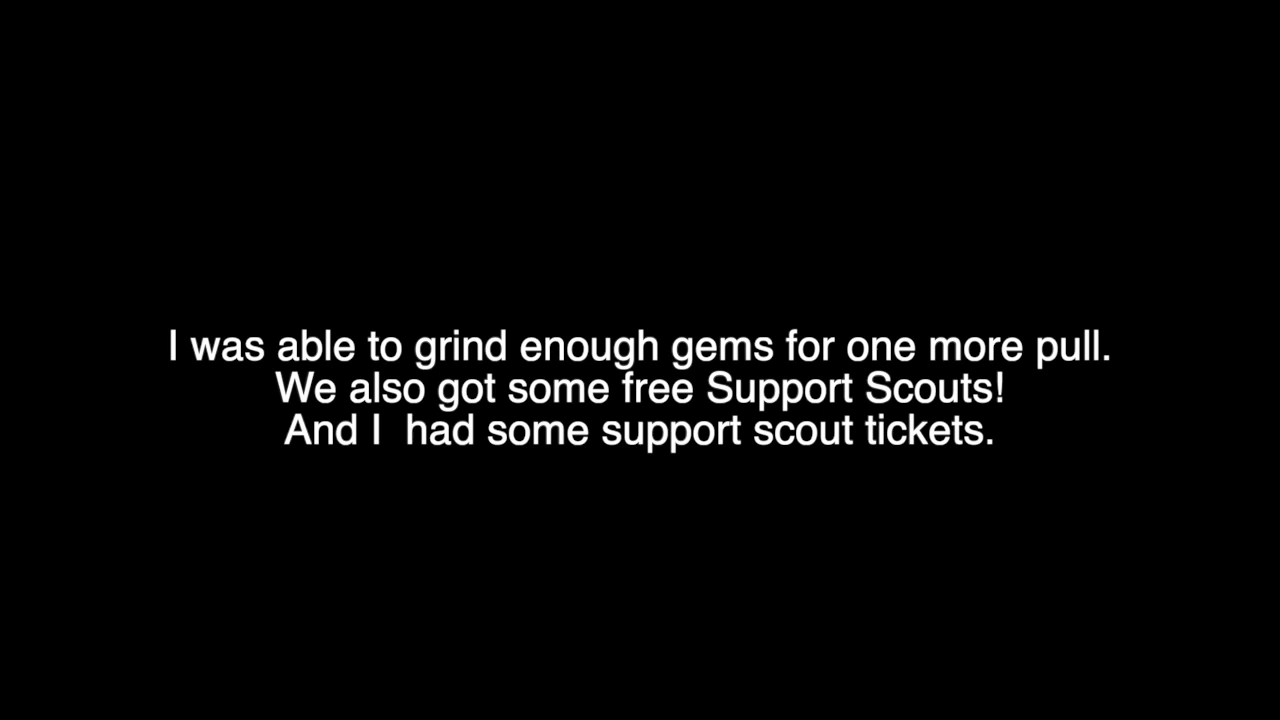 I was able to grind enough gems for one more pull.
We also got some free Support Scouts!
And I  had some support scout tickets.